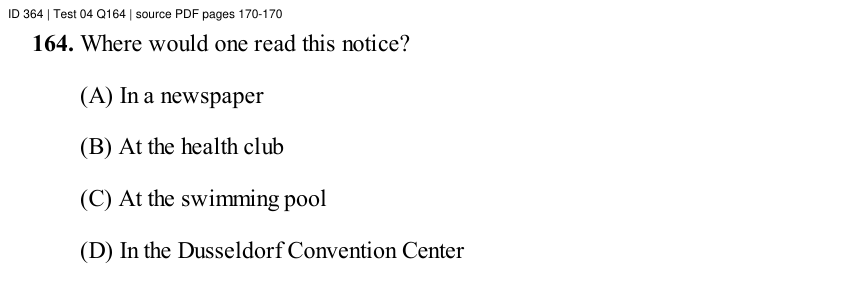 ID 364 | Test 04 Q164 | source PDF pages 170-170
164. Where would one read this notice?
(A) In a newspaper
(B) At the health club
(C) At the swimming pool
(D) In the Dusseldorf Convention Center